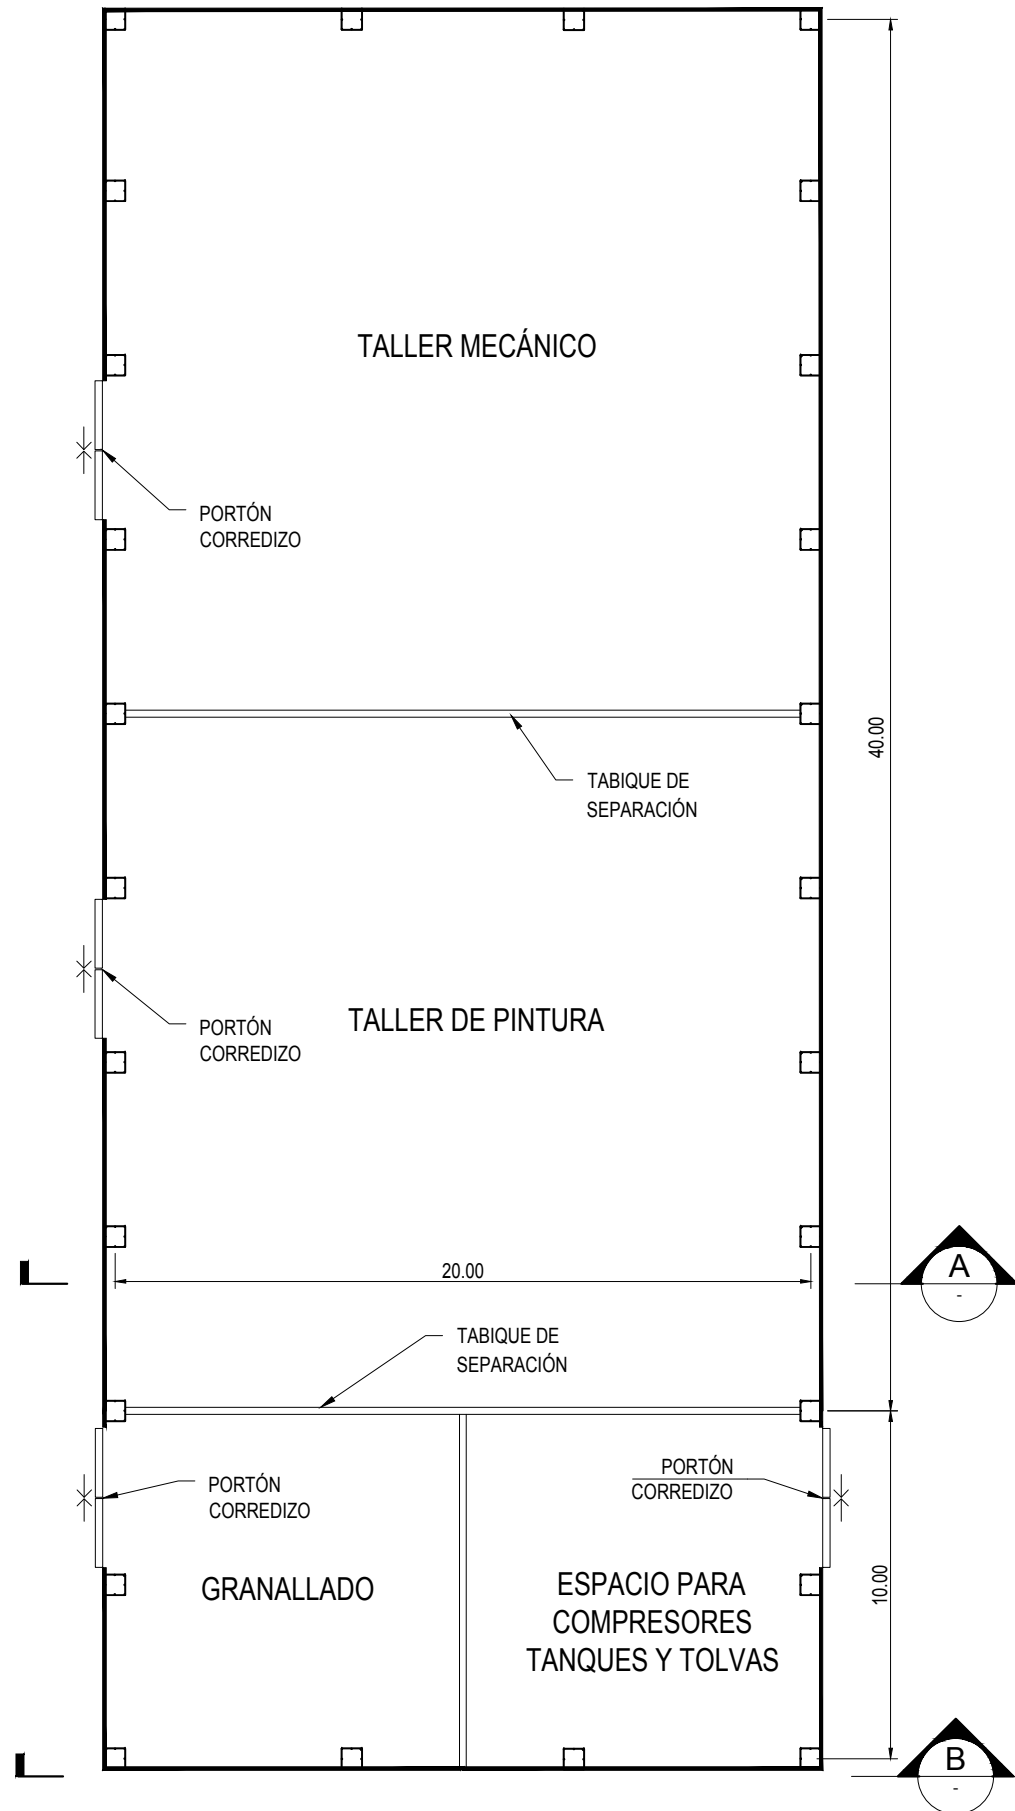 TALLER MECÁNICO
PORTÓN
CORREDIZO
40.00
TABIQUE DE
SEPARACIÓN
TALLER DE PINTURA
PORTÓN
CORREDIZO
20.00
A
-
TABIQUE DE
SEPARACIÓN
PORTÓN
CORREDIZO
PORTÓN
CORREDIZO
10.00
GRANALLADO
ESPACIO PARA
COMPRESORES
TANQUES Y TOLVAS
B
-